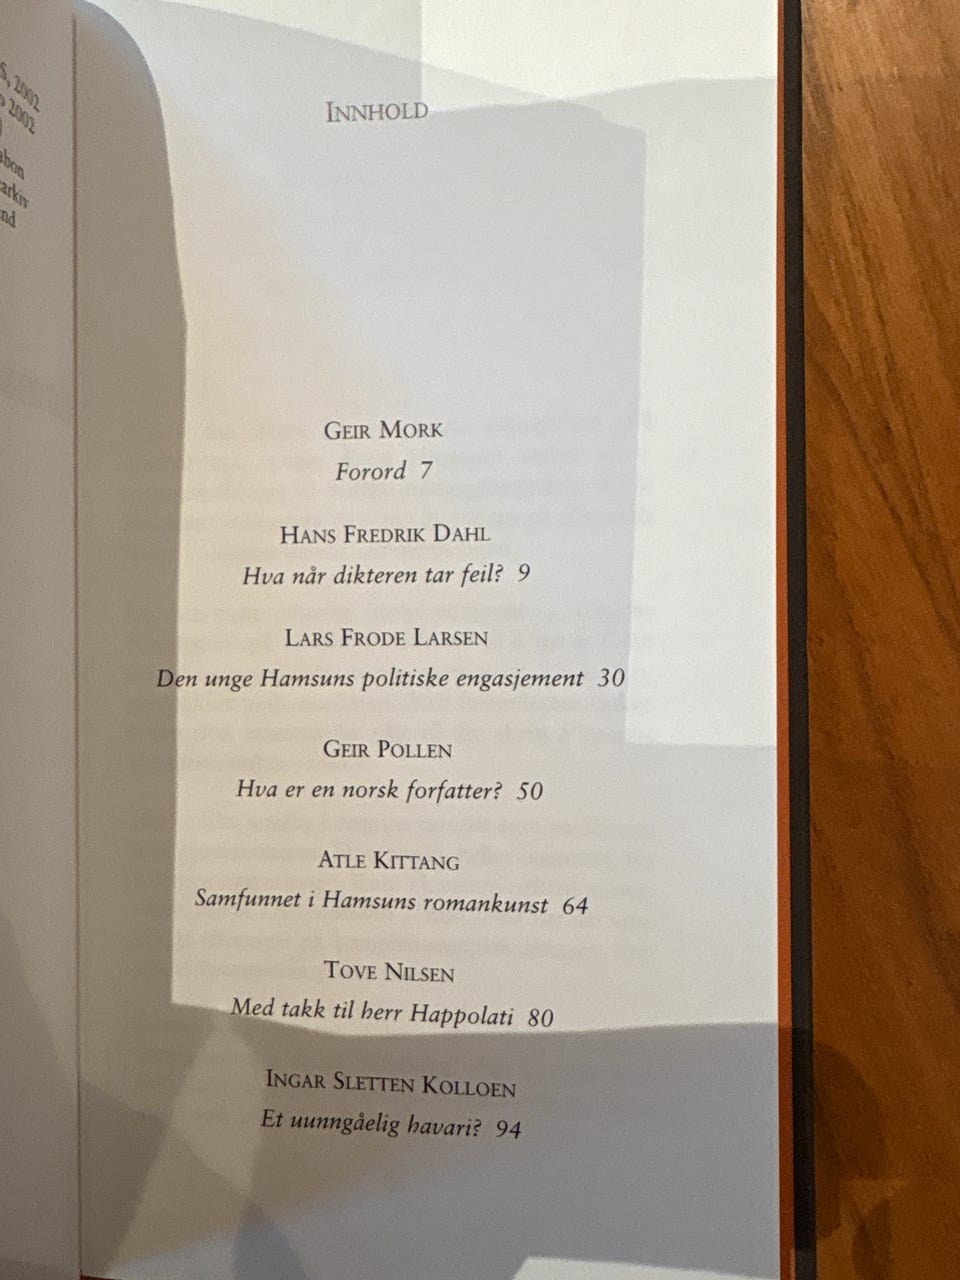 S, 2002
2002
Innhold
Geir Mork
Forord 7
Hans Fredrik Dahl
Hva når dikteren tar feil? 9
Lars Frode Larsen
Den unge Hamsuns politiske engasjement 30
Geir Pollen
Hva er en norsk forfatter? 50
Atle Kittang
Samfunnet i Hamsuns romankunst 64
Tove Nilsen
Med takk til herr Happolati 80
Ingar Sletten Kolloen
Et uunngåelig havari? 94